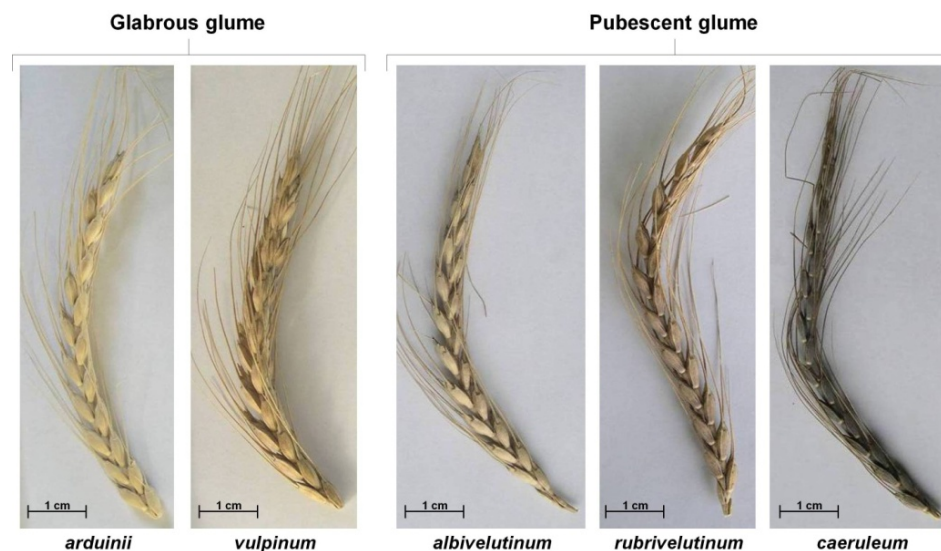 Glabrous glume
Pubescent glume
1 cm
1 cm
1 cm
1 cm
1 cm
arduinii
vulpinum
albivelutinum
rubrivelutinum
caeruleum